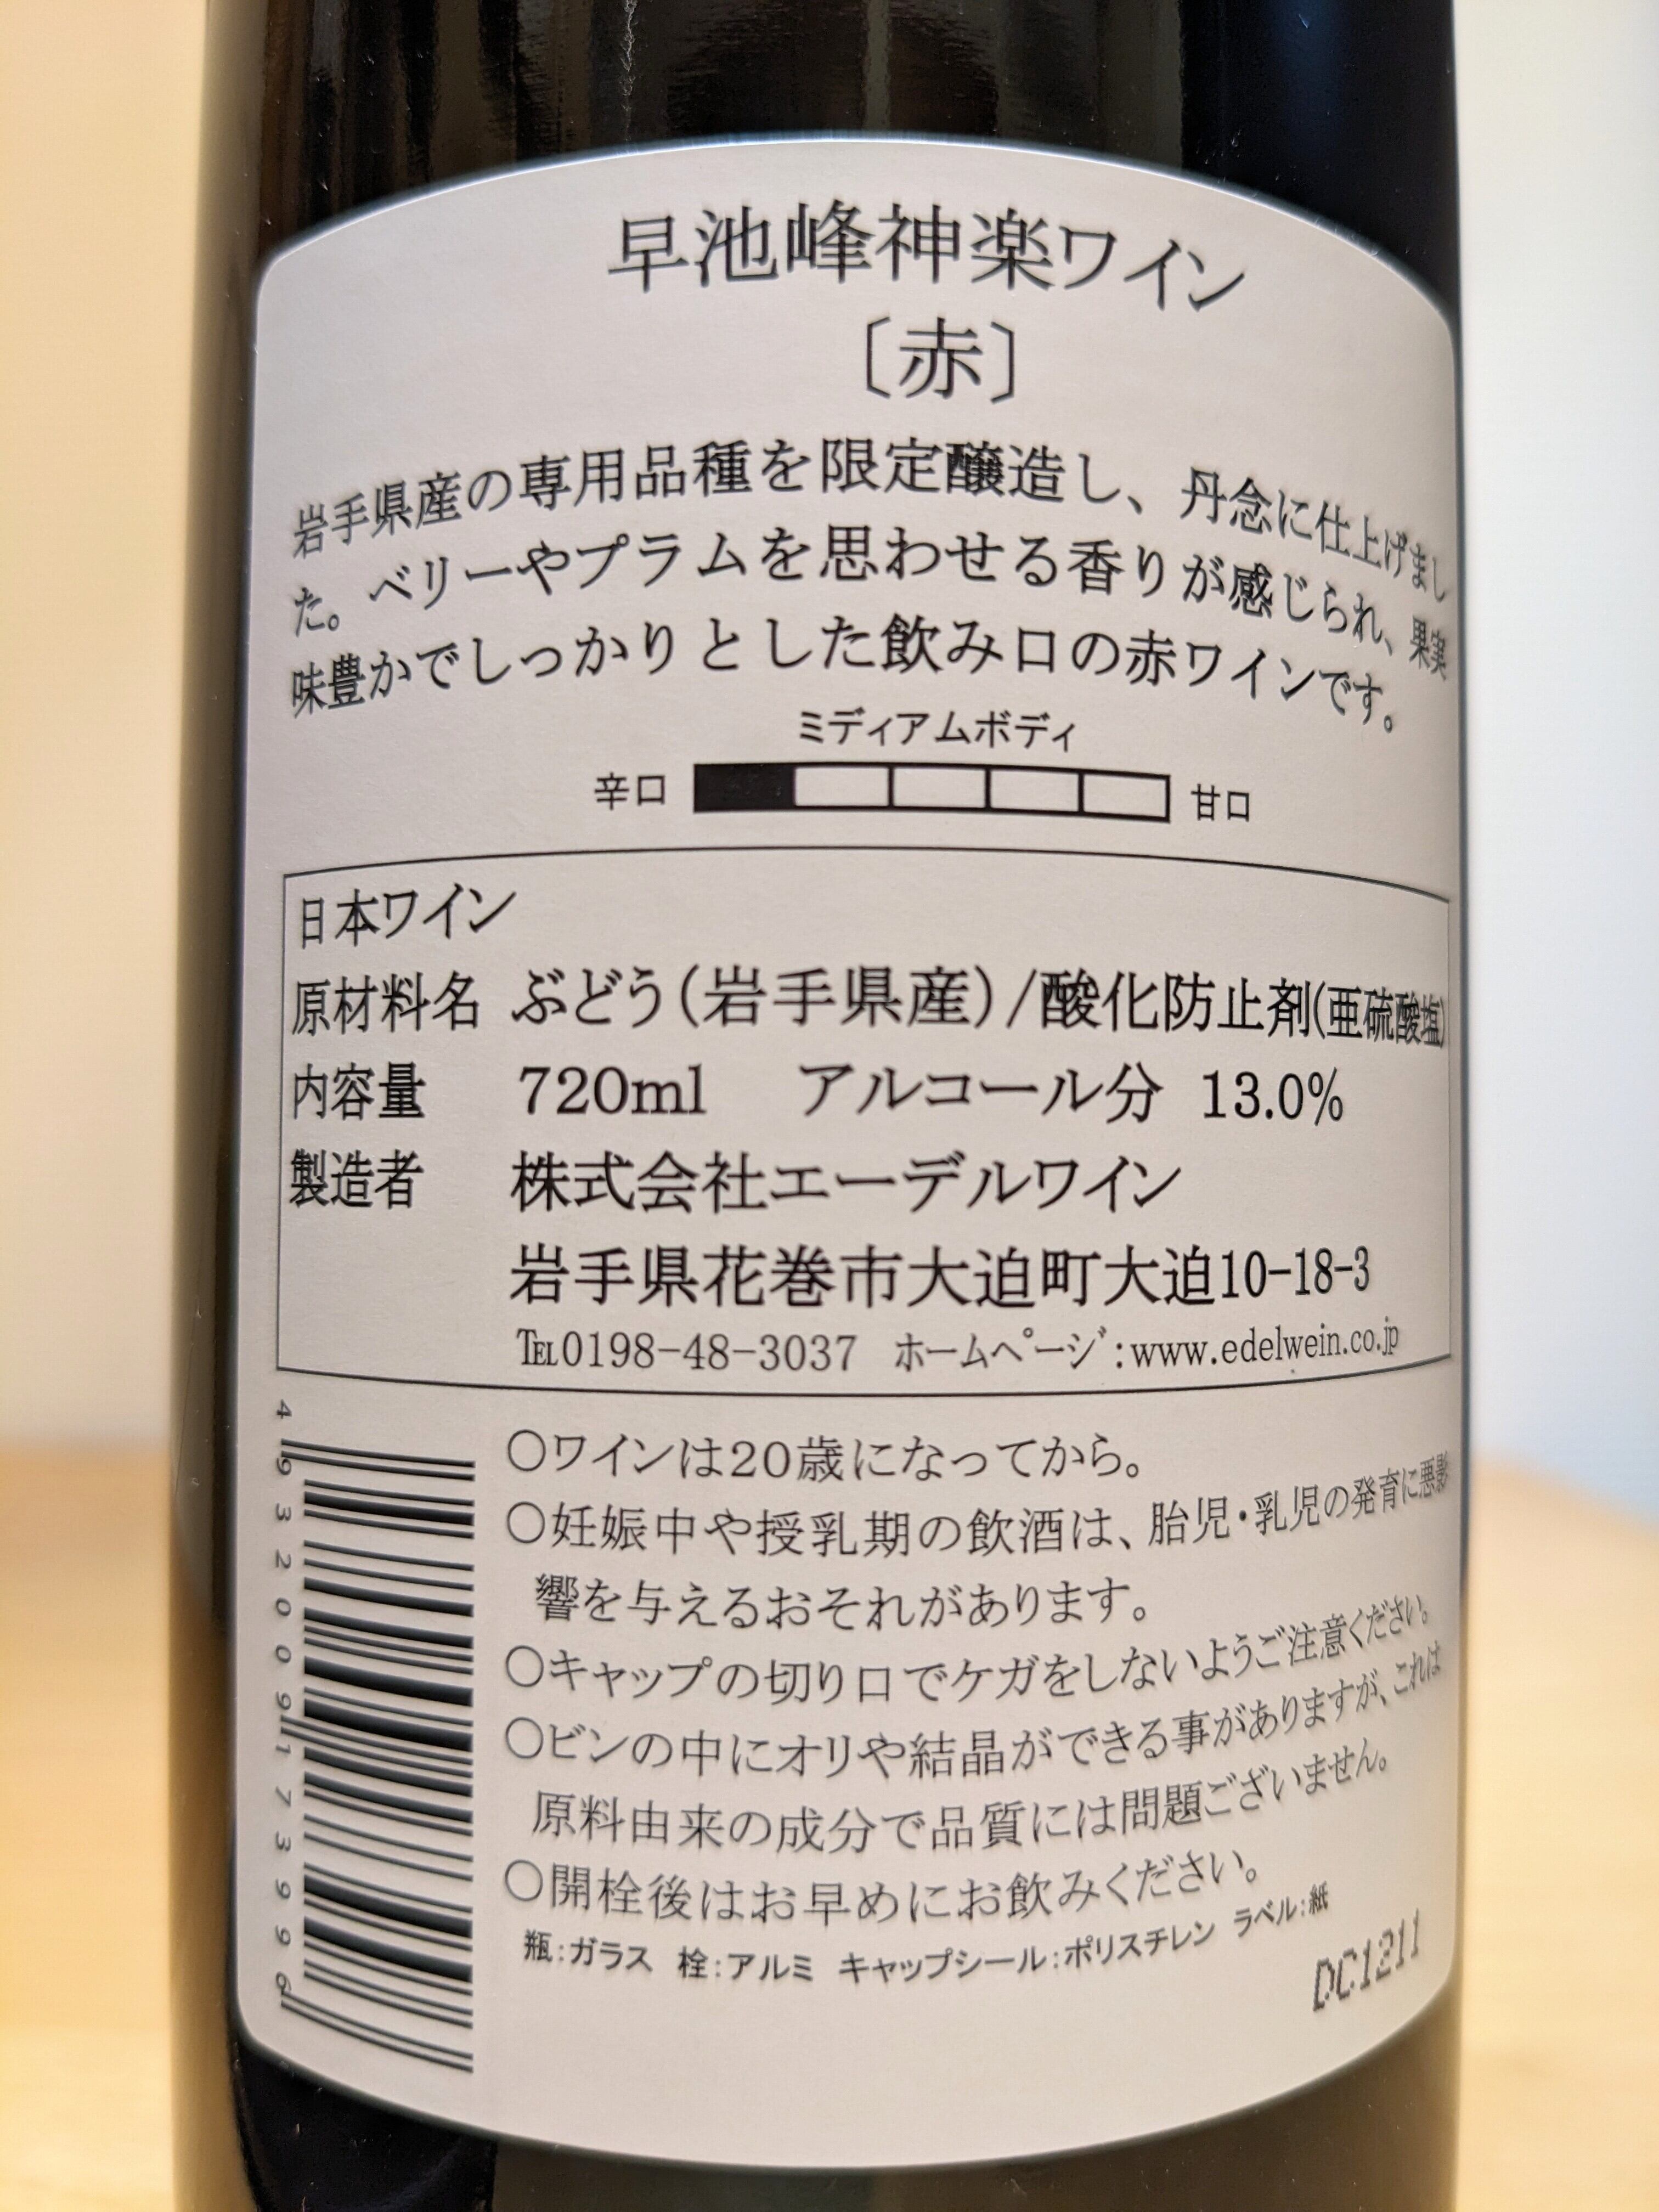 早池峰神楽ワイン
〔赤〕
岩手県産の専用品種を限定醸造し、丹念に仕上げまし
た。ベリーやプラムを思わせる香りが感じられ、果実
味豊かでしっかりとした飲み口の赤ワインです。
ミディアムボディ
辛口 甘口
日本ワイン
原材料名 ぶどう(岩手県産)/酸化防止剤(亜硫酸塩)
内容量 720ml アルコール分 13.0%
製造者 株式会社エーデルワイン
岩手県花巻市大迫町大迫10-18-3
℡0198-48-3037 ホームページ:www.edelwein.co.jp
○ワインは20歳になってから。
○妊娠中や授乳期の飲酒は、胎児・乳児の発育に悪影
響を与えるおそれがあります。
○キャップの切り口でケガをしないようご注意ください。
○ビンの中にオリや結晶ができる事がありますが、これは
原料由来の成分で品質には問題ございません。
○開栓後はお早めにお飲みください。
瓶:ガラス 栓:アルミ キャップシール:ポリスチレン ラベル:紙
DC1211
4932009173996